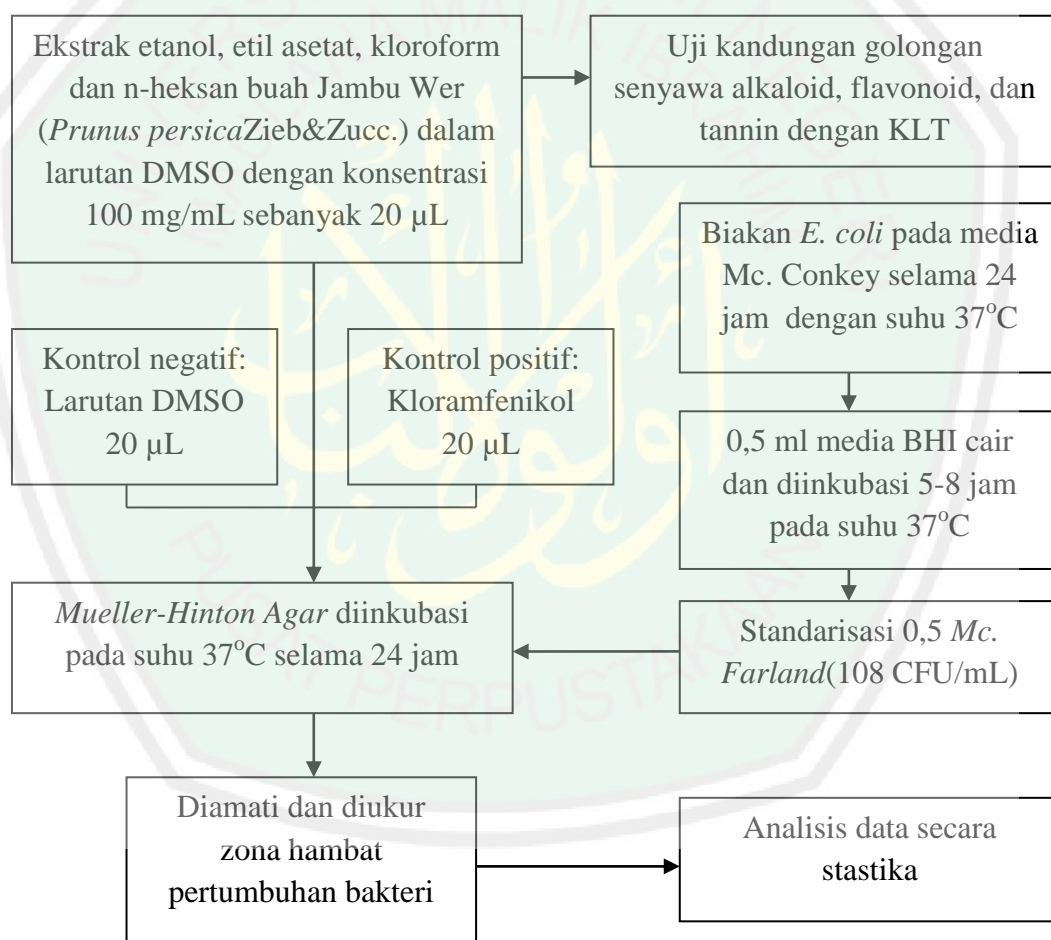 Ekstrak etanol, etil asetat, kloroform
dan n-heksan buah Jambu Wer
(Prunus persicaZieb&Zucc.) dalam
larutan DMSO dengan konsentrasi
100 mg/mL sebanyak 20 µL
Uji kandungan golongan
senyawa alkaloid, flavonoid, dan
tannin dengan KLT
Biakan E. coli pada media
Mc. Conkey selama 24
jam dengan suhu 37°C
Kontrol negatif:
Larutan DMSO
20 µL
Kontrol positif:
Kloramfenikol
20 µL
0,5 ml media BHI cair
dan diinkubasi 5-8 jam
pada suhu 37°C
Mueller-Hinton Agar diinkubasi
pada suhu 37°C selama 24 jam
Standarisasi 0,5 Mc.
Farland(108 CFU/mL)
Diamati dan diukur
zona hambat
pertumbuhan bakteri
Analisis data secara
stastika
PUSAT PERPUSTAKAAN